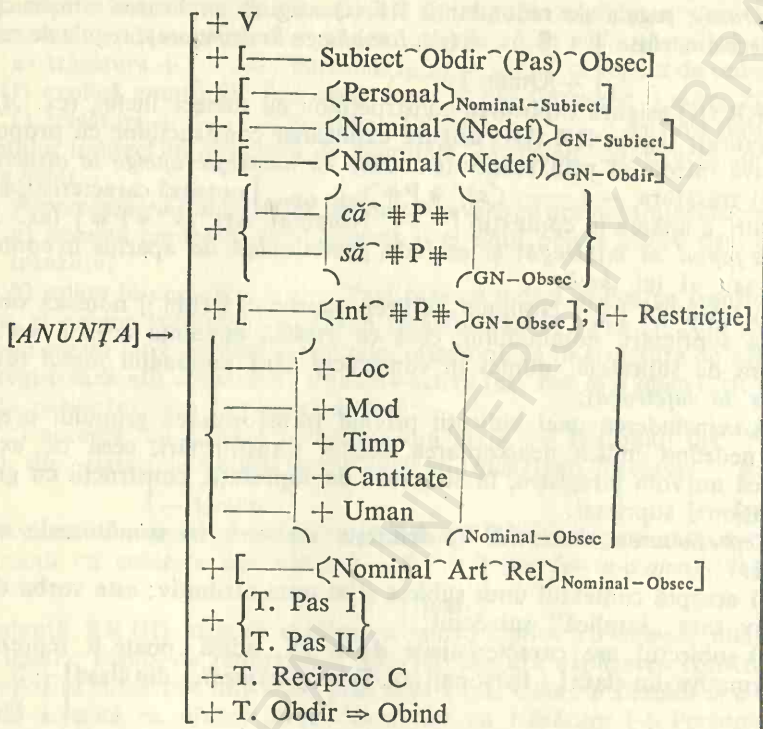 + V
+ [—— Subiect⁀Obdir⁀(Pas)⁀Obsec]
+ [—— ⟨Personal⟩Nominal–Subiect]
+ [—— ⟨Nominal⁀(Nedef)⟩GN–Subiect]
+ [—— ⟨Nominal⁀(Nedef)⟩GN–Obdir]
—— că⁀ #P#
+
—— să⁀ #P#
GN–Obsec
+ [—— ⟨Int⁀ #P# ⟩GN–Obsec]; [+ Restricție]
[ANUNȚA] ←
—— + Loc
—— + Mod
—— + Timp
—— + Cantitate
—— + Uman
Nominal–Obsec
+ [—— ⟨Nominal⁀Art⁀Rel⟩Nominal–Obsec]
+ {T. Pas I
T. Pas II}
+ T. Reciproc C
+ T. Obdir ⇒ Obind